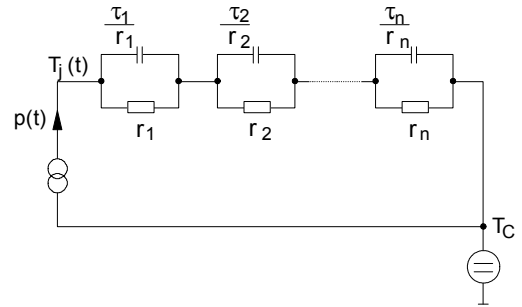 τ1/r1 τ2/r2 τn/rn
Tj(t)
r1 r2 rn
p(t)
TC